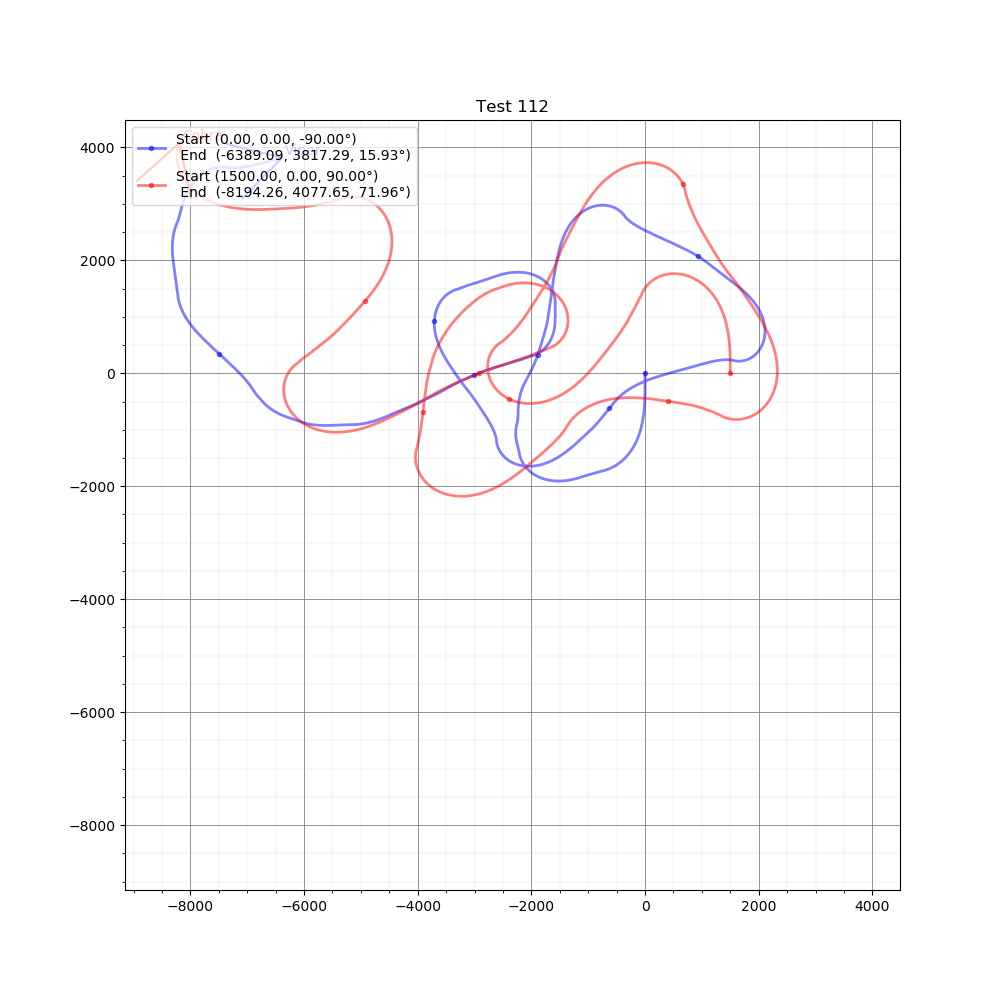 Test 112
Start (0.00, 0.00, -90.00°)
End (-6389.09, 3817.29, 15.93°)
Start (1500.00, 0.00, 90.00°)
End (-8194.26, 4077.65, 71.96°)
4000
2000
0
−2000
−4000
−6000
−8000
−8000 −6000 −4000 −2000 0 2000 4000